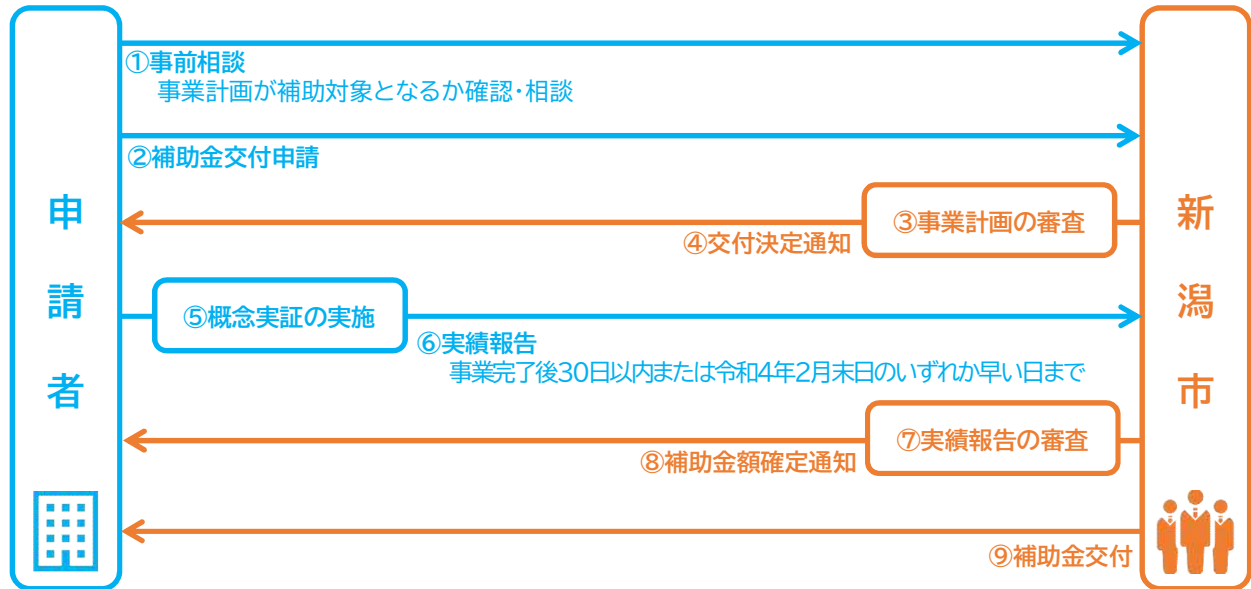 ①事前相談
事業計画が補助対象となるか確認・相談
②補助金交付申請
申請者
新潟市
③事業計画の審査
④交付決定通知
⑤概念実証の実施
⑥実績報告
事業完了後30日以内または令和4年2月末日のいずれか早い日まで
⑦実績報告の審査
⑧補助金額確定通知
⑨補助金交付